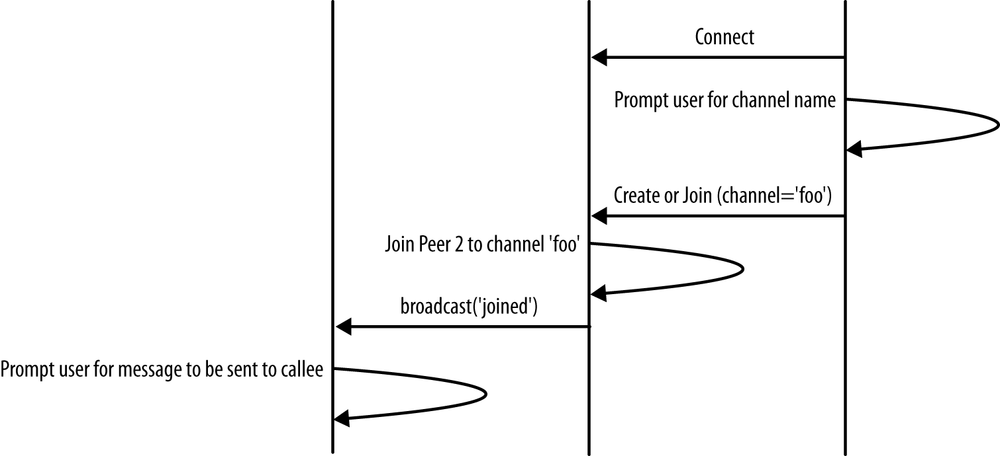 Connect
Prompt user for channel name
Create or Join (channel='foo')
Join Peer 2 to channel 'foo'
broadcast('joined')
Prompt user for message to be sent to callee